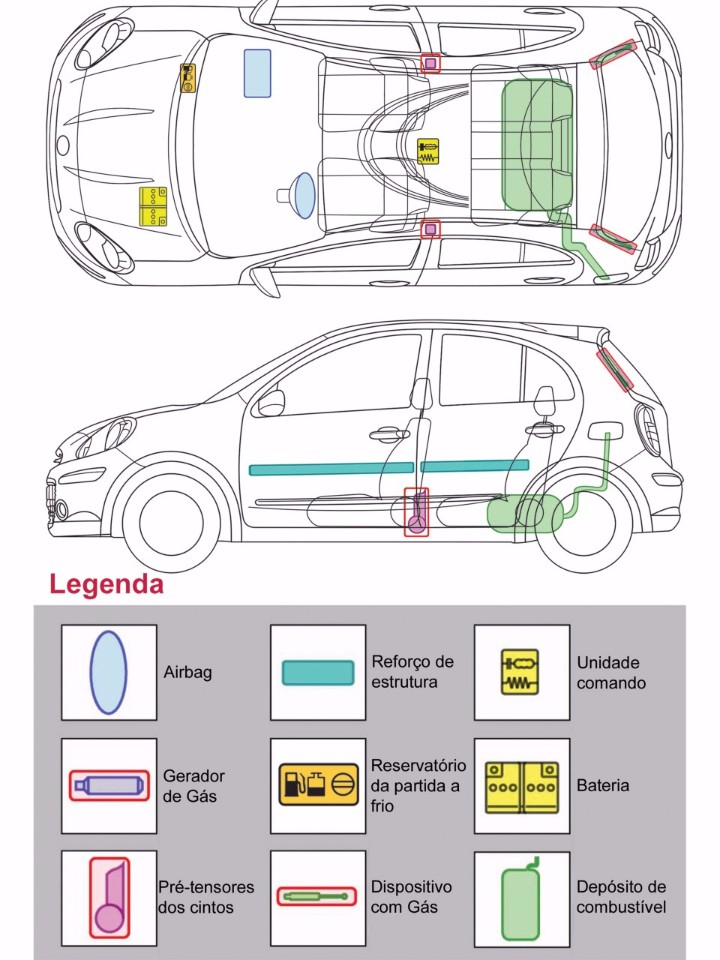 Legenda
Airbag
Reforço de
estrutura
Unidade
comando
Gerador
de Gás
Reservatório
da partida a
frio
Bateria
Pré-tensores
dos cintos
Dispositivo
com Gás
Depósito de
combustível